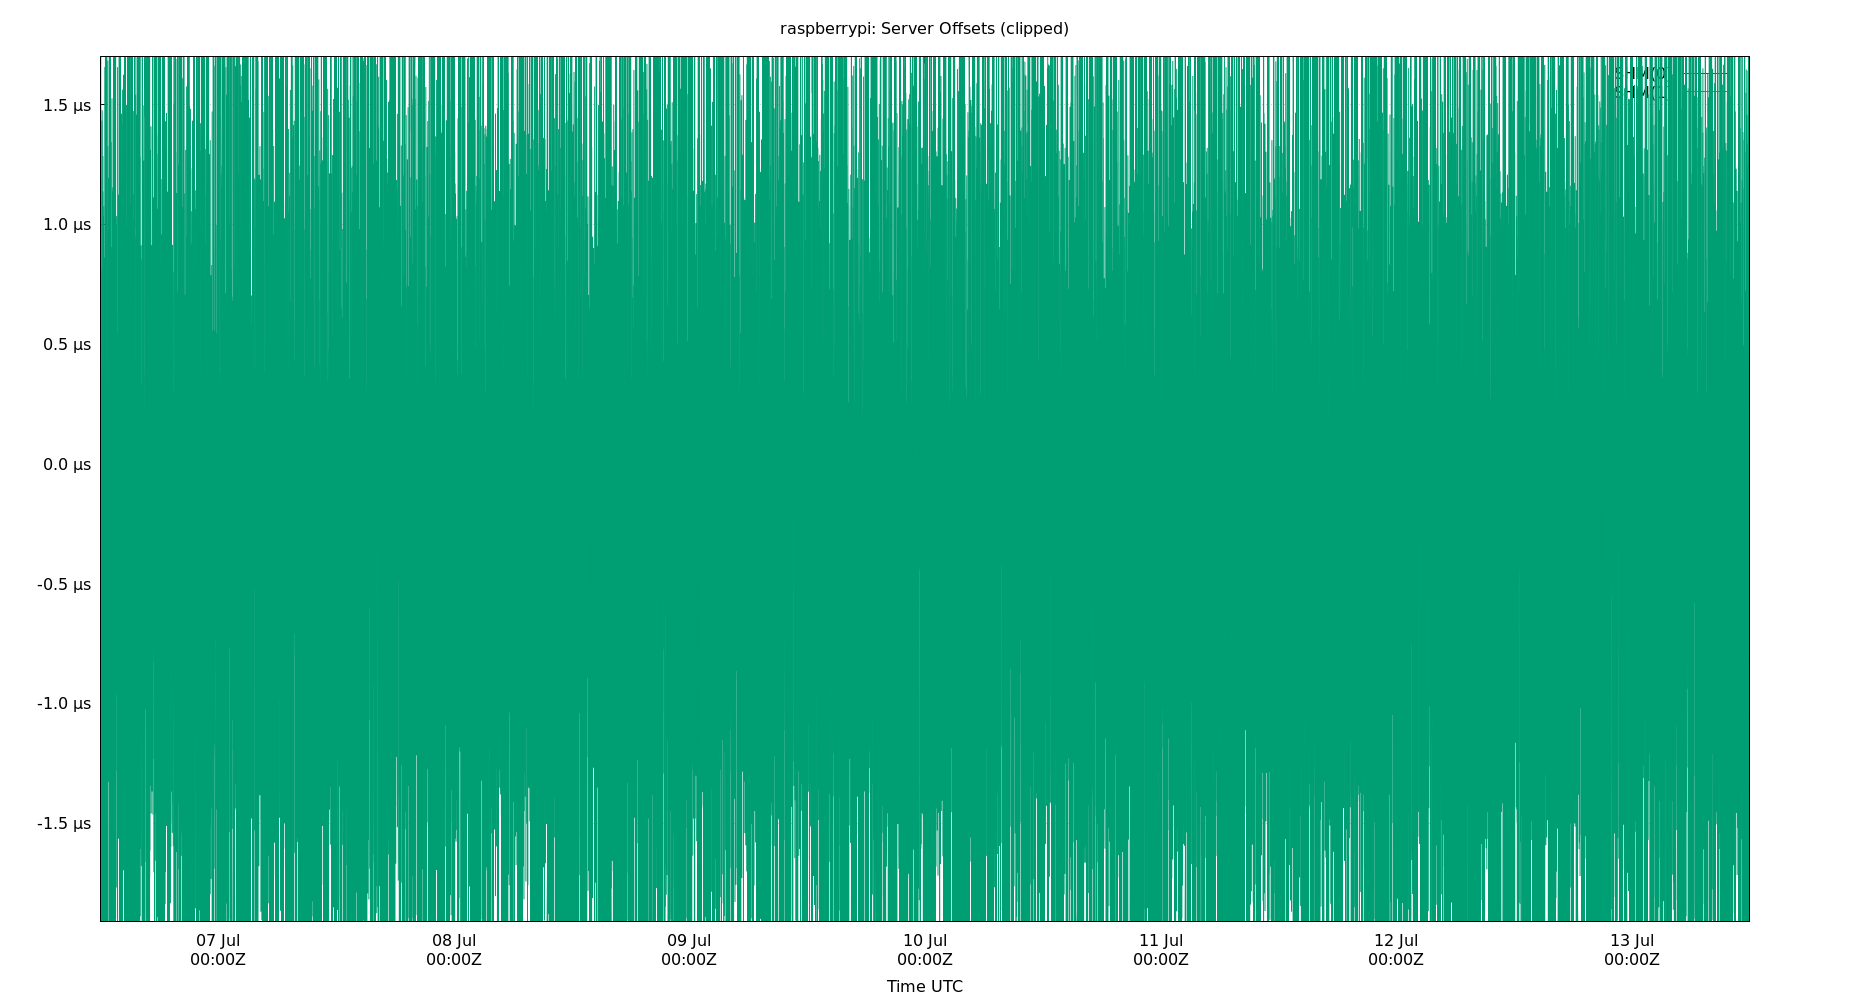 raspberrypi: Server Offsets (clipped)
1.5 µs
1.0 µs
0.5 µs
0.0 µs
-0.5 µs
-1.0 µs
-1.5 µs
07 Jul
00:00Z
08 Jul
00:00Z
09 Jul
00:00Z
10 Jul
00:00Z
11 Jul
00:00Z
12 Jul
00:00Z
13 Jul
00:00Z
Time UTC